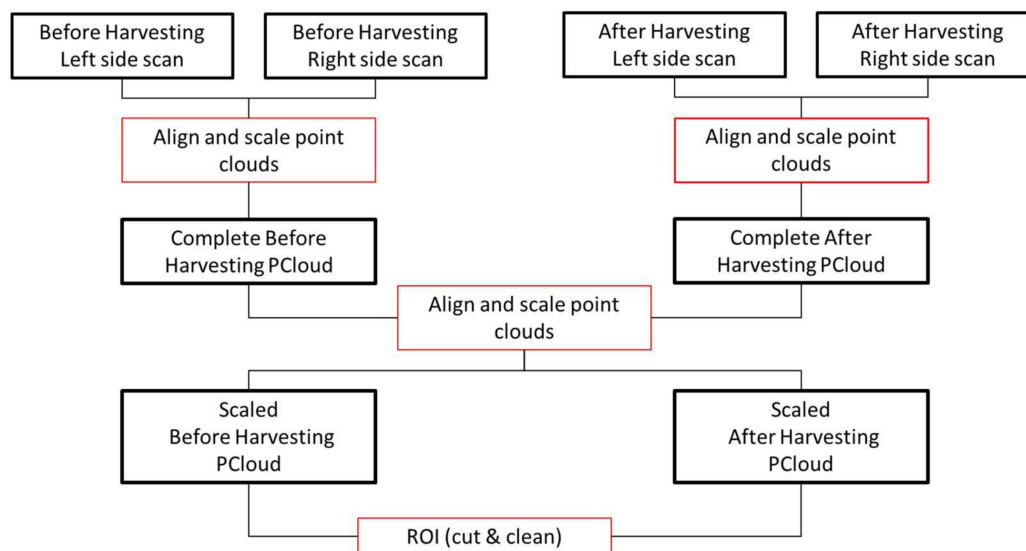 Before Harvesting
Left side scan
Before Harvesting
Right side scan
After Harvesting
Left side scan
After Harvesting
Right side scan
Align and scale point
clouds
Align and scale point
clouds
Complete Before
Harvesting PCloud
Complete After
Harvesting PCloud
Align and scale point
clouds
Scaled
Before Harvesting
PCloud
Scaled
After Harvesting
PCloud
ROI (cut & clean)